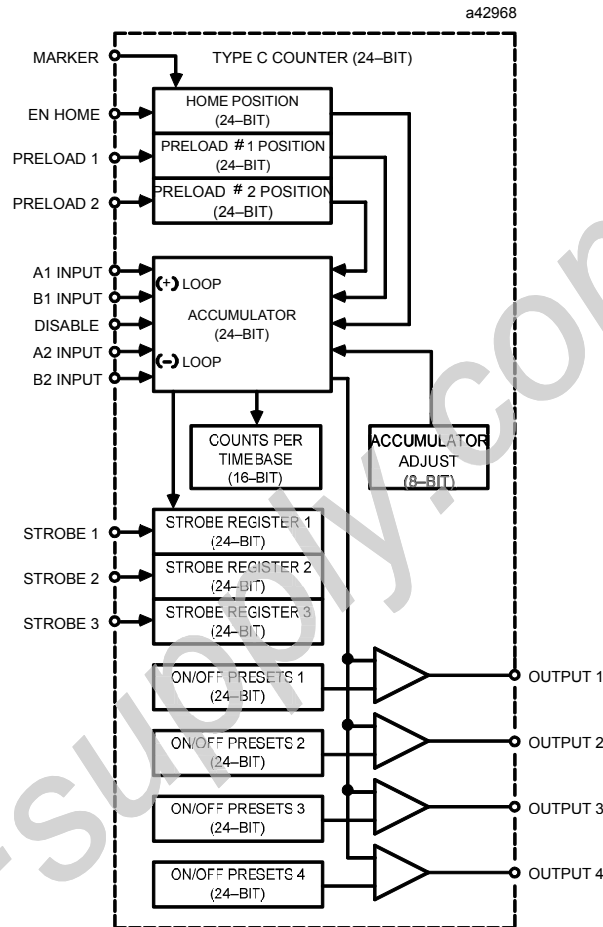 a42968
TYPE C COUNTER (24–BIT)
MARKER
HOME POSITION
(24–BIT)
EN HOME
PRELOAD #1 POSITION
(24–BIT)
PRELOAD 1
PRELOAD # 2 POSITION
(24–BIT)
PRELOAD 2
A1 INPUT
(+) LOOP
B1 INPUT
ACCUMULATOR
(24–BIT)
DISABLE
A2 INPUT
(–) LOOP
B2 INPUT
COUNTS PER
TIMEBASE
(16–BIT)
ACCUMULATOR
ADJUST
(8–BIT)
STROBE 1
STROBE REGISTER 1
(24–BIT)
STROBE 2
STROBE REGISTER 2
(24–BIT)
STROBE 3
STROBE REGISTER 3
(24–BIT)
ON/OFF PRESETS 1
(24–BIT)
OUTPUT 1
ON/OFF PRESETS 2
(24–BIT)
OUTPUT 2
ON/OFF PRESETS 3
(24–BIT)
OUTPUT 3
ON/OFF PRESETS 4
(24–BIT)
OUTPUT 4
-supply.com